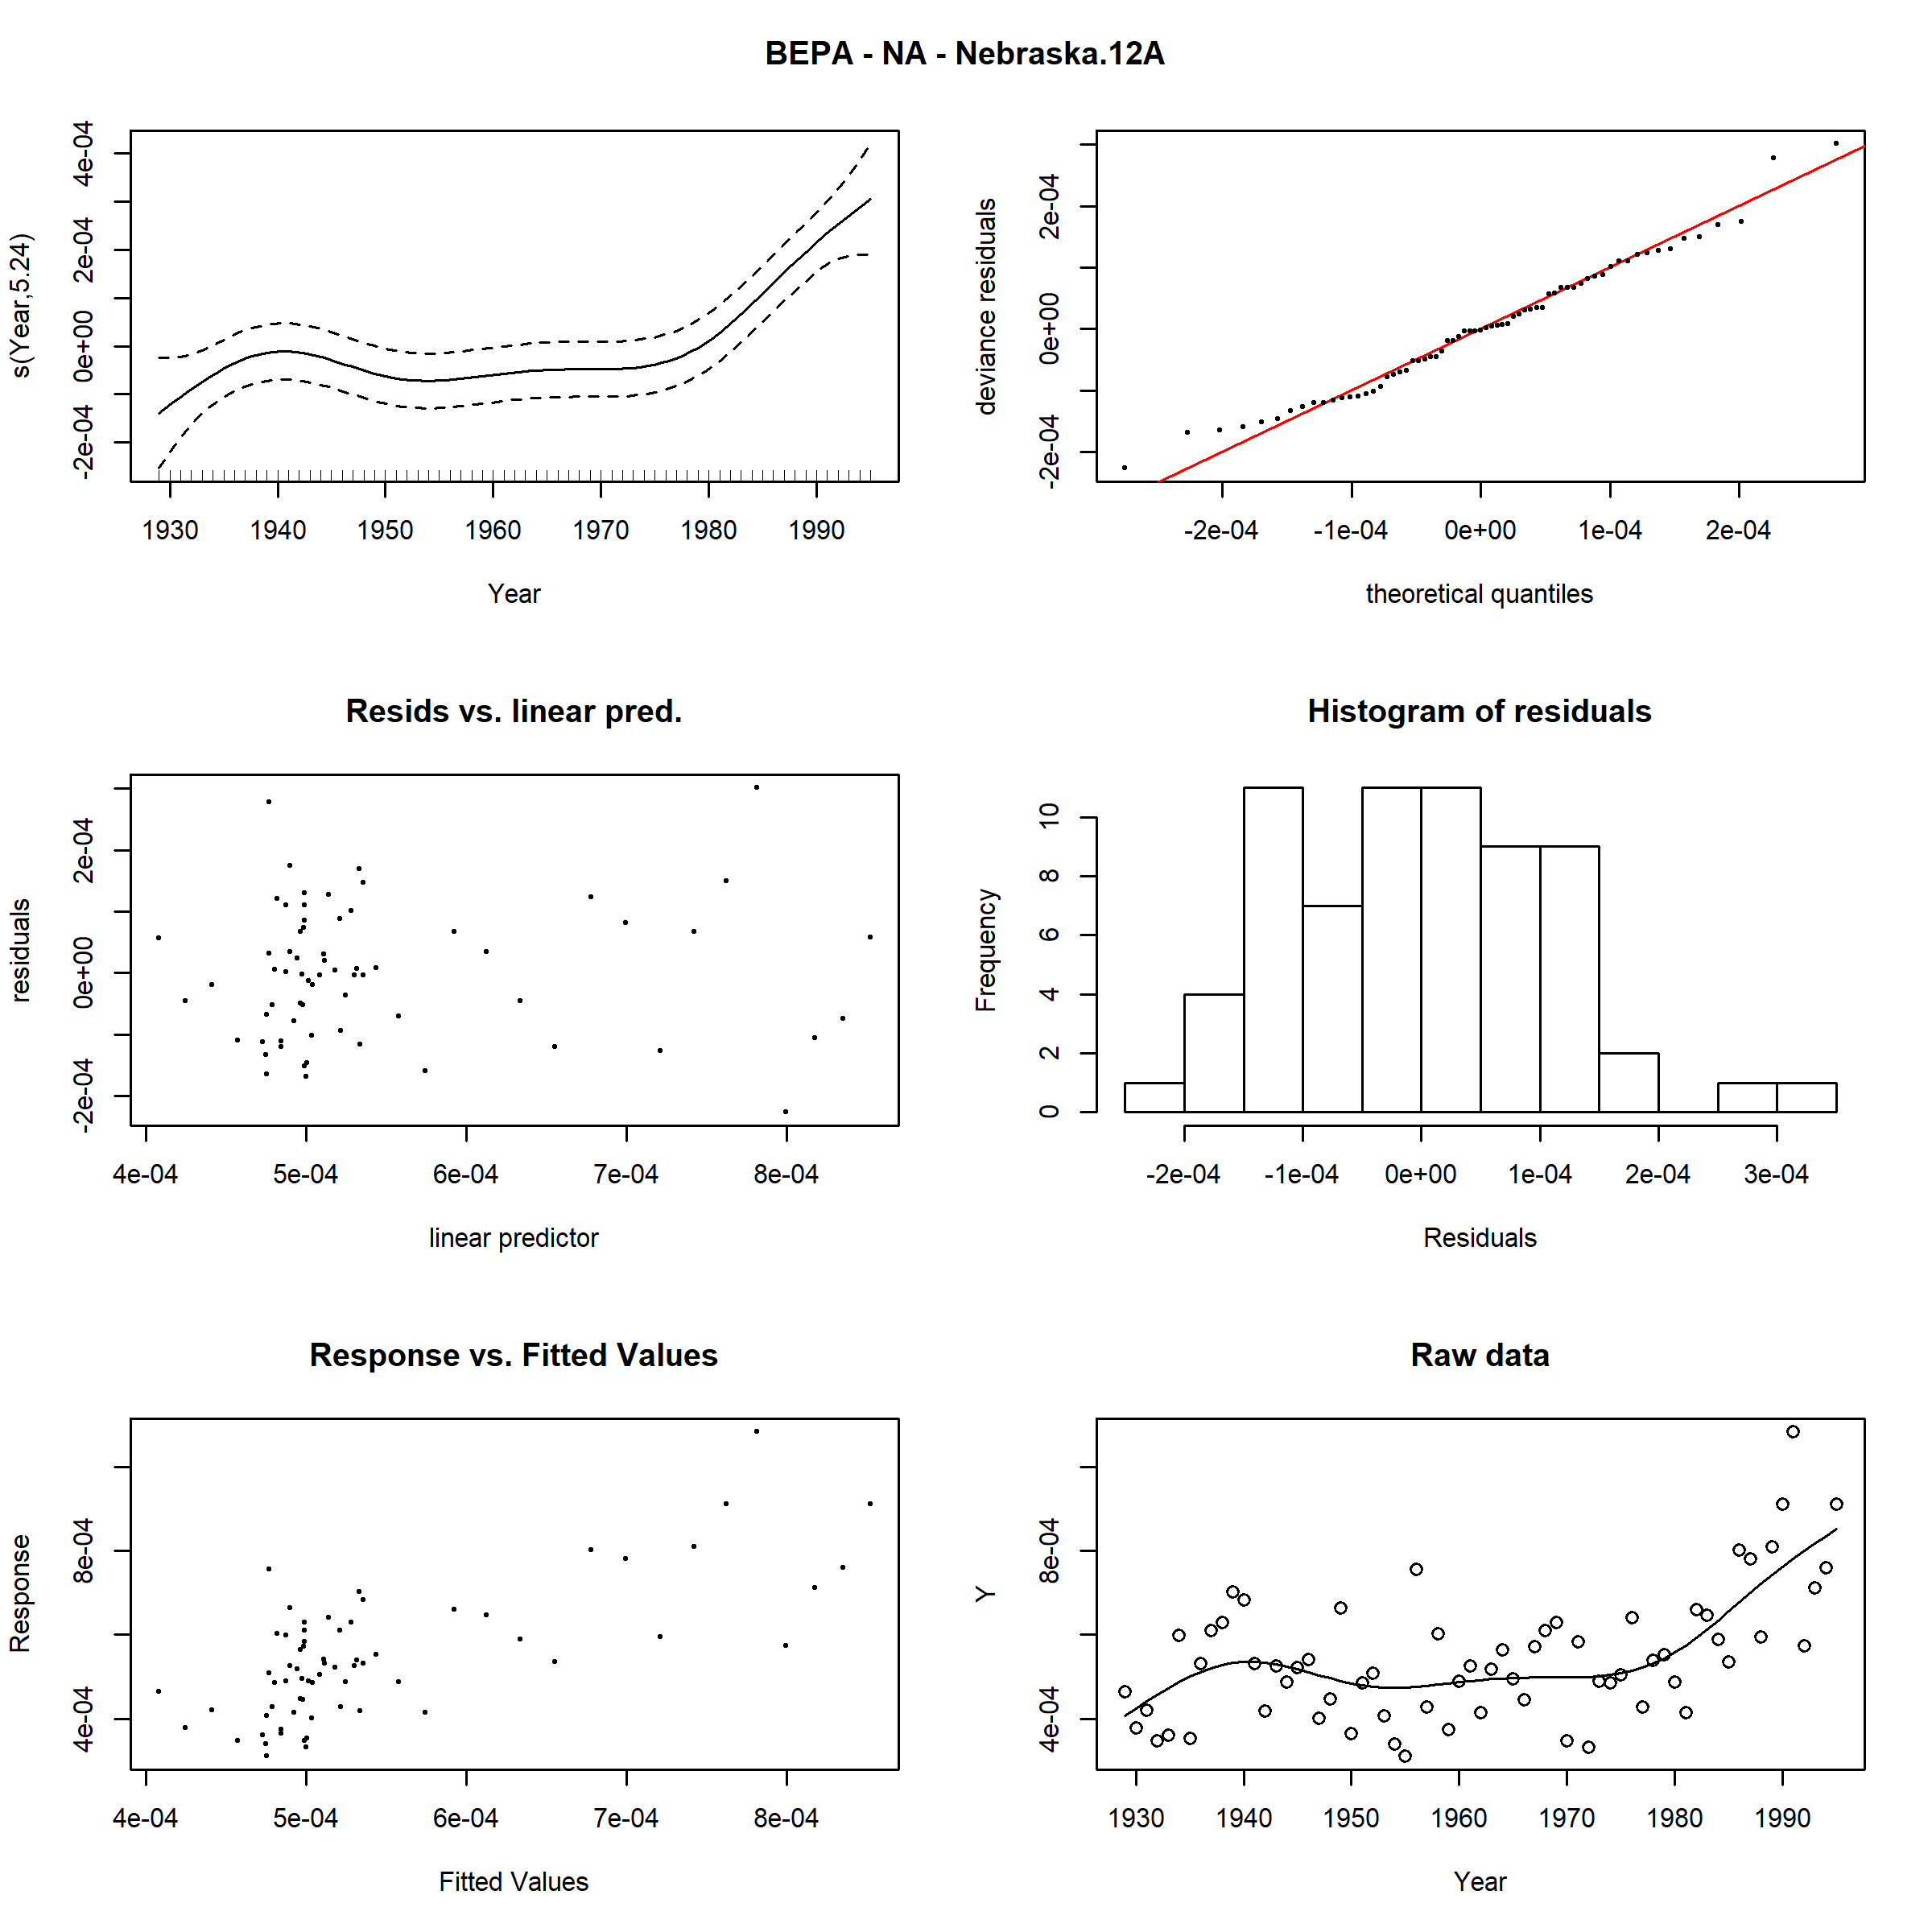 BEPA - NA - Nebraska.12A
s(Year,5.24)
-2e-04 0e+00 2e-04 4e-04
1930 1940 1950 1960 1970 1980 1990
Year
deviance residuals
-2e-04 0e+00 2e-04
-2e-04 -1e-04 0e+00 1e-04 2e-04
theoretical quantiles
Resids vs. linear pred.
residuals
-2e-04 0e+00 2e-04
4e-04 5e-04 6e-04 7e-04 8e-04
linear predictor
Histogram of residuals
Frequency
0 2 4 6 8 10
-2e-04 -1e-04 0e+00 1e-04 2e-04 3e-04
Residuals
Response vs. Fitted Values
Response
4e-04 8e-04
4e-04 5e-04 6e-04 7e-04 8e-04
Fitted Values
Raw data
Y
4e-04 8e-04
1930 1940 1950 1960 1970 1980 1990
Year